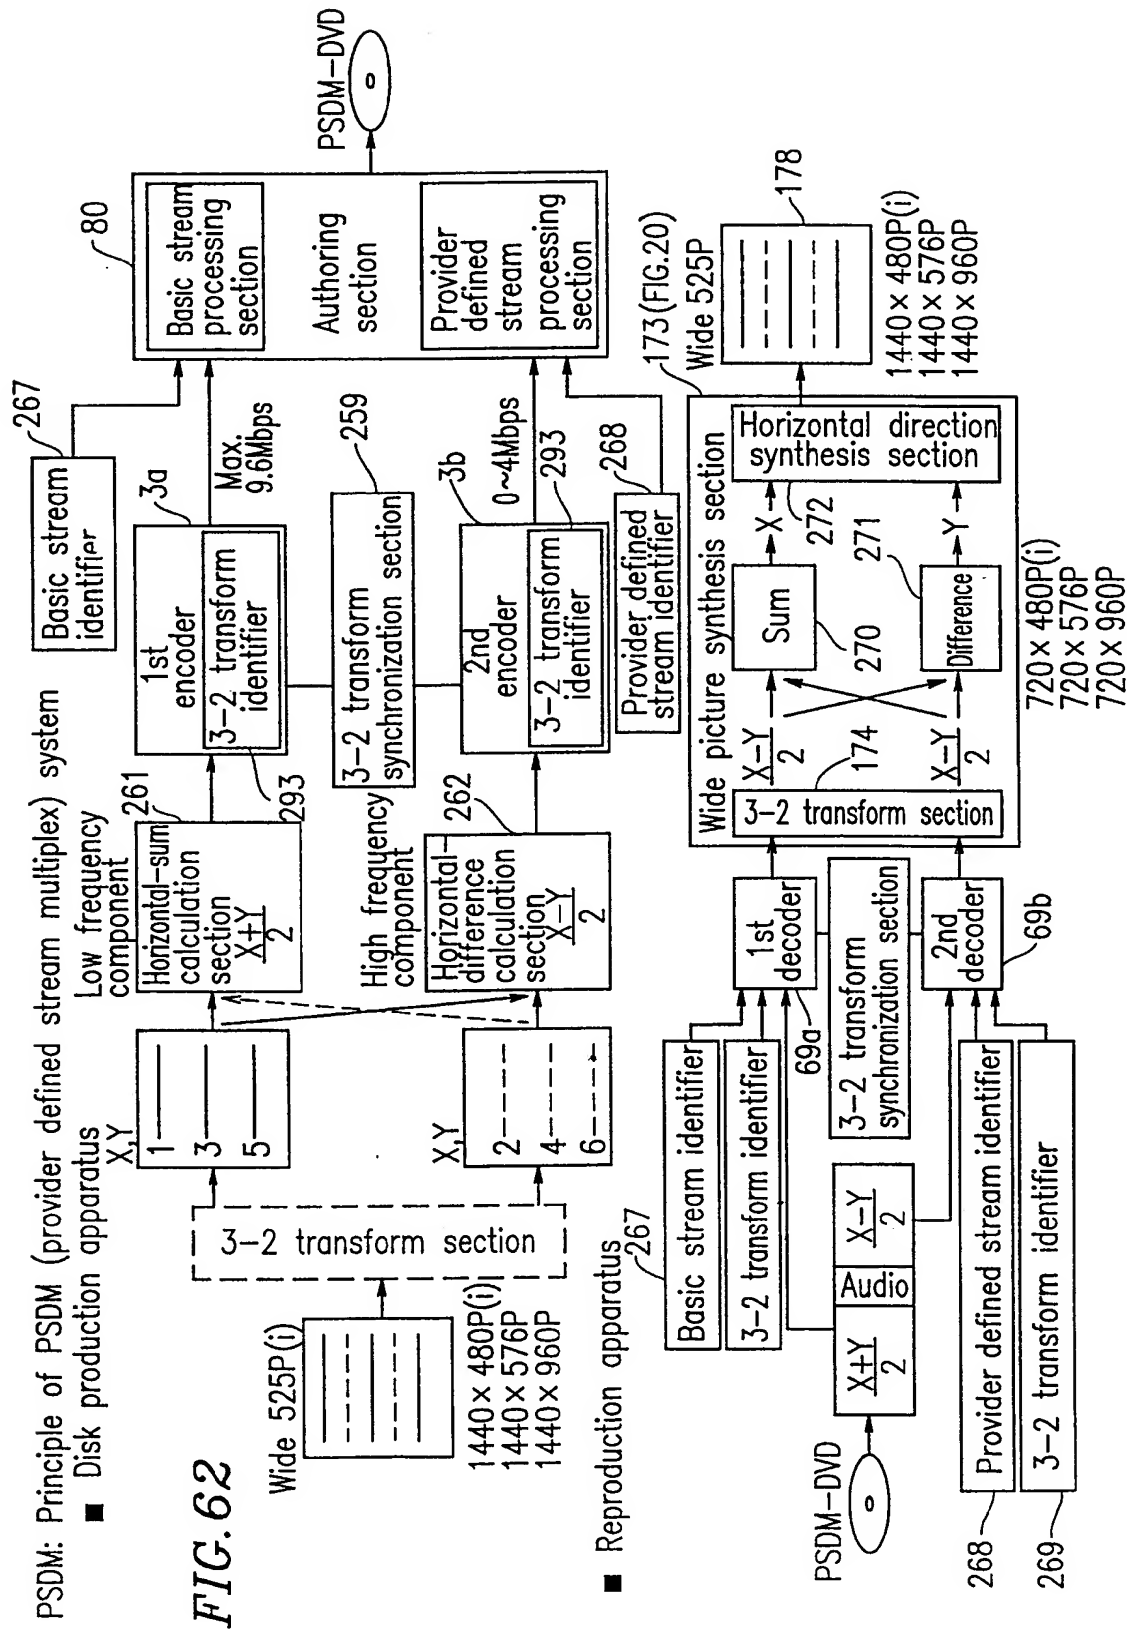 PSDM: Principle of PSDM (provider defined stream multiplex) system
■ Disk production apparatus
FIG.62
Wide 525P(i)
1440×480P(i)
1440×576P
1440×960P
3-2 transform section
X,Y
1
3
5
X,Y
2
4
6
Low frequency
component
261
Horizontal-sum
calculation
section
X+Y
2
High frequency
component
262
Horizontal-
difference
calculation
section
X-Y
2
Basic stream
identifier
267
3a
1st
encoder
3-2 transform
identifier
293
Max.
9.6Mbps
3-2 transform
synchronization section
259
3b
2nd
encoder
3-2 transform
identifier
293
0~4Mbps
Provider defined
stream identifier
268
80
Basic stream
processing
section
Authoring
section
Provider
defined
stream
processing
section
PSDM-DVD
■ Reproduction apparatus
PSDM-DVD
X+Y
2
Audio
X-Y
2
267
Basic stream identifier
3-2 transform identifier
268
Provider defined stream identifier
269
3-2 transform identifier
1st
decoder
69a
3-2 transform
synchronization section
2nd
decoder
69b
173(FIG.20)
Wide picture synthesis section
3-2 transform section
174
X-Y
2
X-Y
2
Sum
270
Difference
271
X
Y
Horizontal direction
synthesis section
272
720×480P(i)
720×576P
720×960P
Wide 525P
178
1440×480P(i)
1440×576P
1440×960P